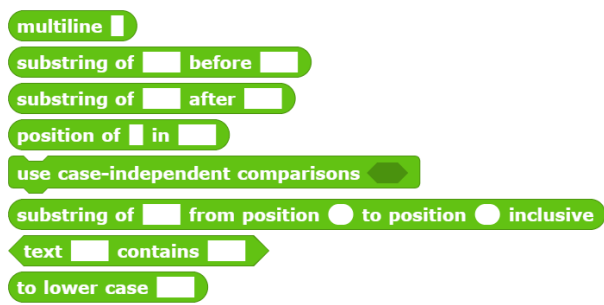 multiline
substring of before
substring of after
position of in
use case-independent comparisons
substring of from position to position inclusive
text contains
to lower case